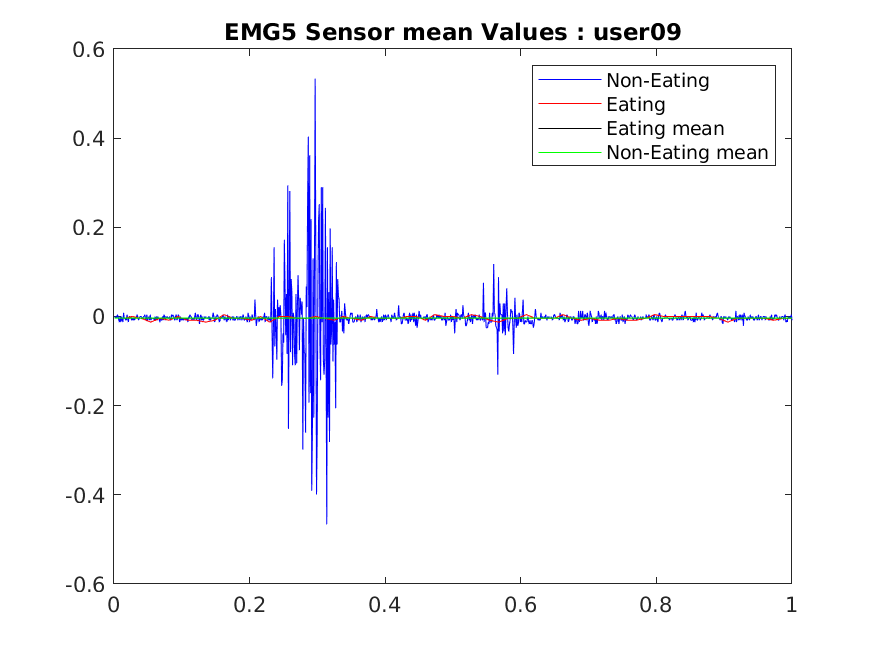 EMG5 Sensor mean Values : user09
0.6
0.4
0.2
0
-0.2
-0.4
-0.6
Non-Eating
Eating
Eating mean
Non-Eating mean
0 0.2 0.4 0.6 0.8 1